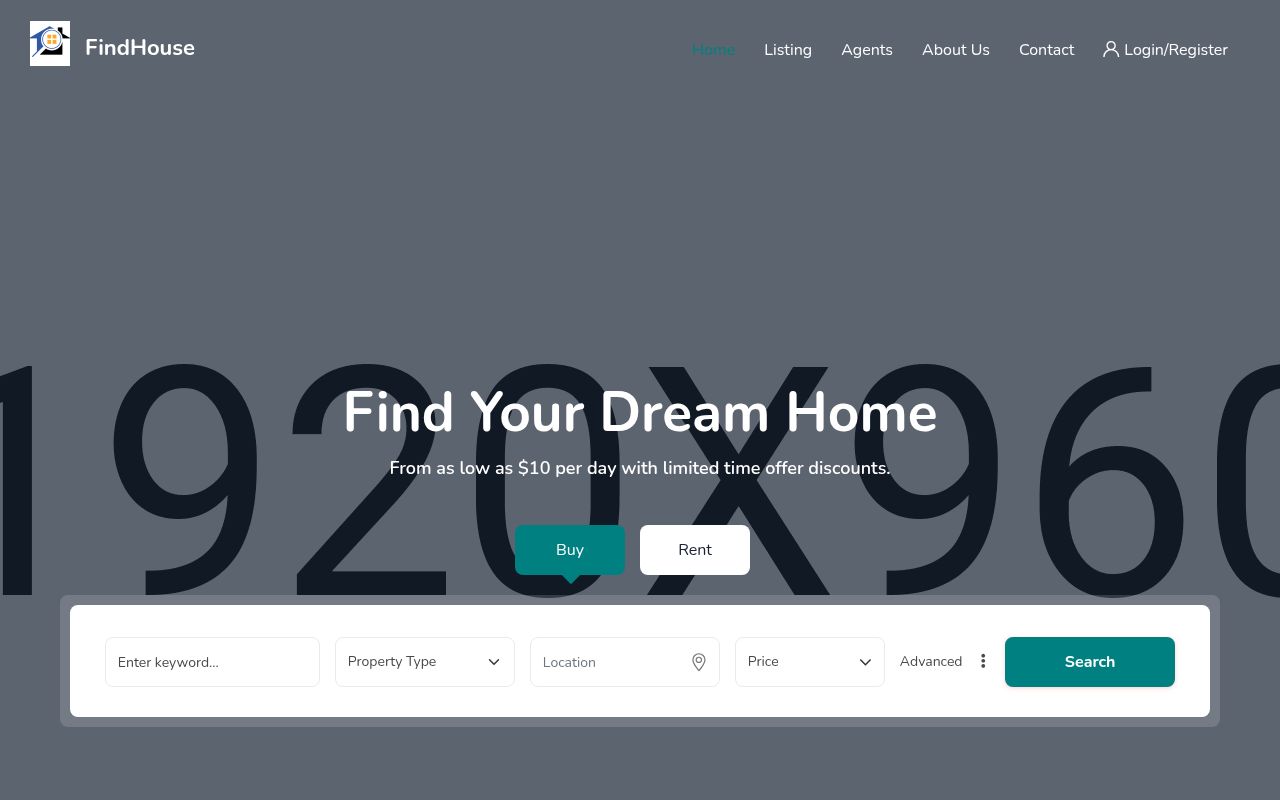 FindHouse
Home Listing Agents About Us Contact Login/Register
1920X960
Find Your Dream Home
From as low as $10 per day with limited time offer discounts.
Buy Rent
Enter keyword... Property Type Location Price Advanced Search